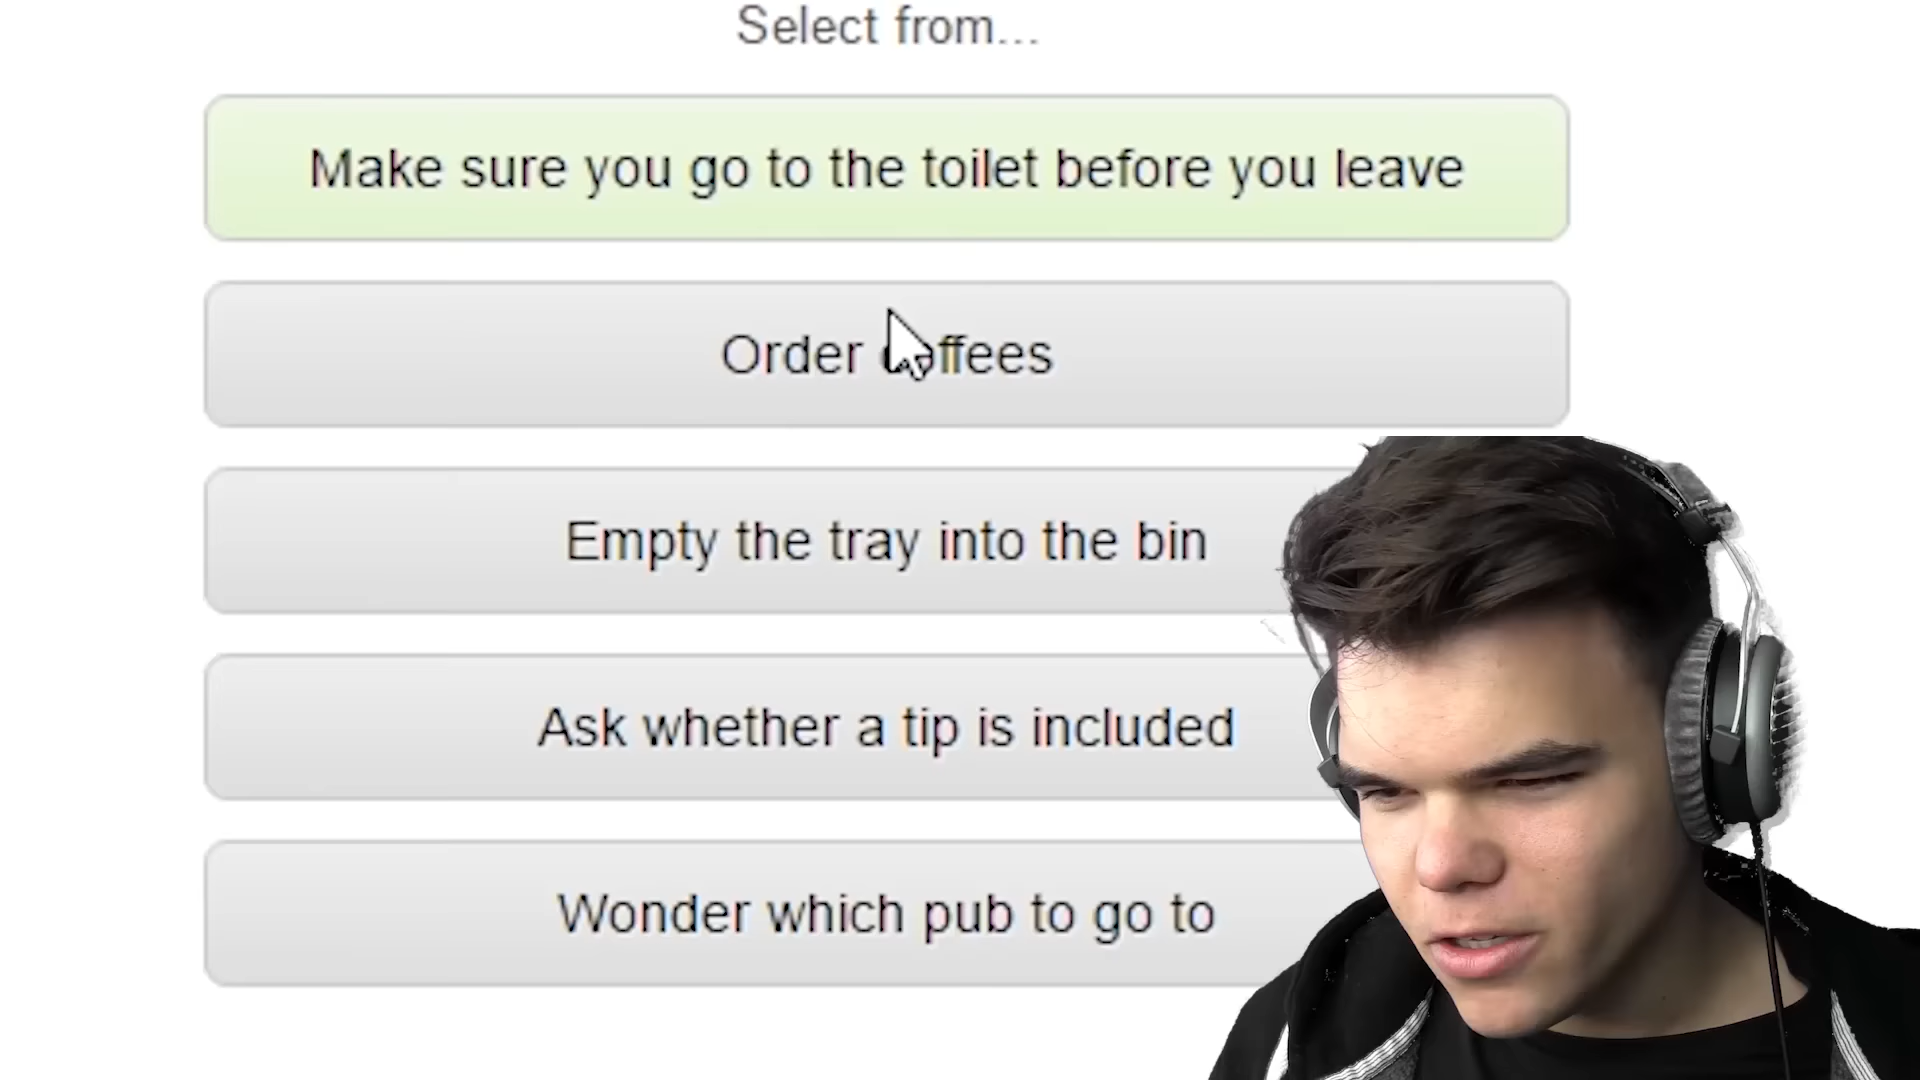 Select from...
Make sure you go to the toilet before you leave
Order coffees
Empty the tray into the bin
Ask whether a tip is included
Wonder which pub to go to